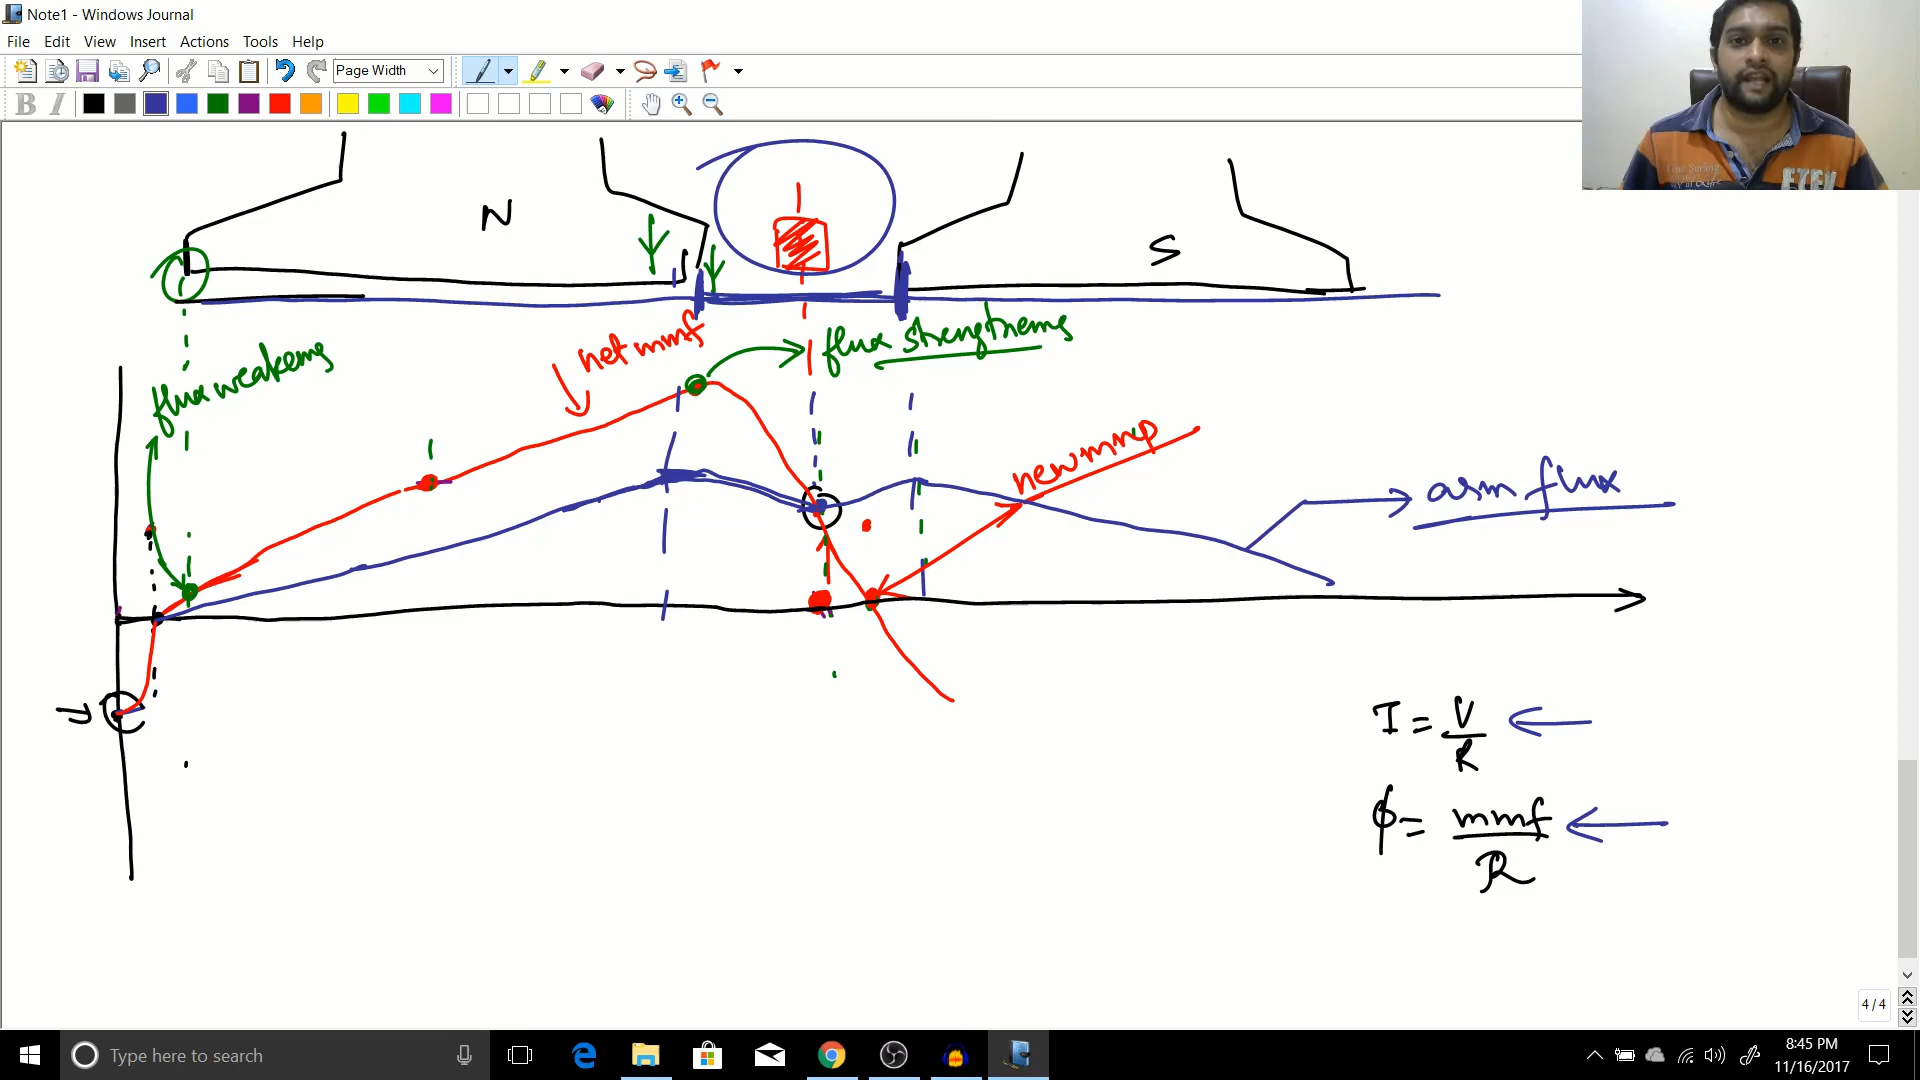 Note1 - Windows Journal
File Edit View Insert Actions Tools Help
Page Width
B I
N
S
flux weakens
net mmf
flux strengthens
new mnp
arm flux
I = V
R
φ = mmf
R
4 / 4
Type here to search
8:45 PM
11/16/2017